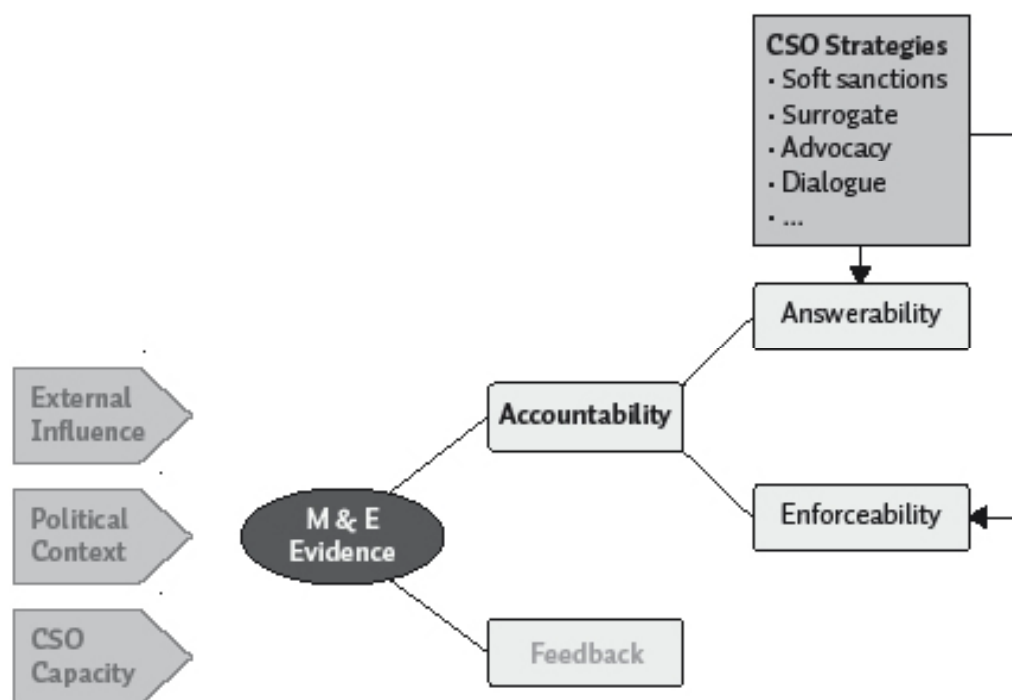 CSO Strategies
· Soft sanctions
· Surrogate
· Advocacy
· Dialogue
· ...
Answerability
External
Influence
Accountability
Political
Context
M & E
Evidence
Enforceability
CSO
Capacity
Feedback